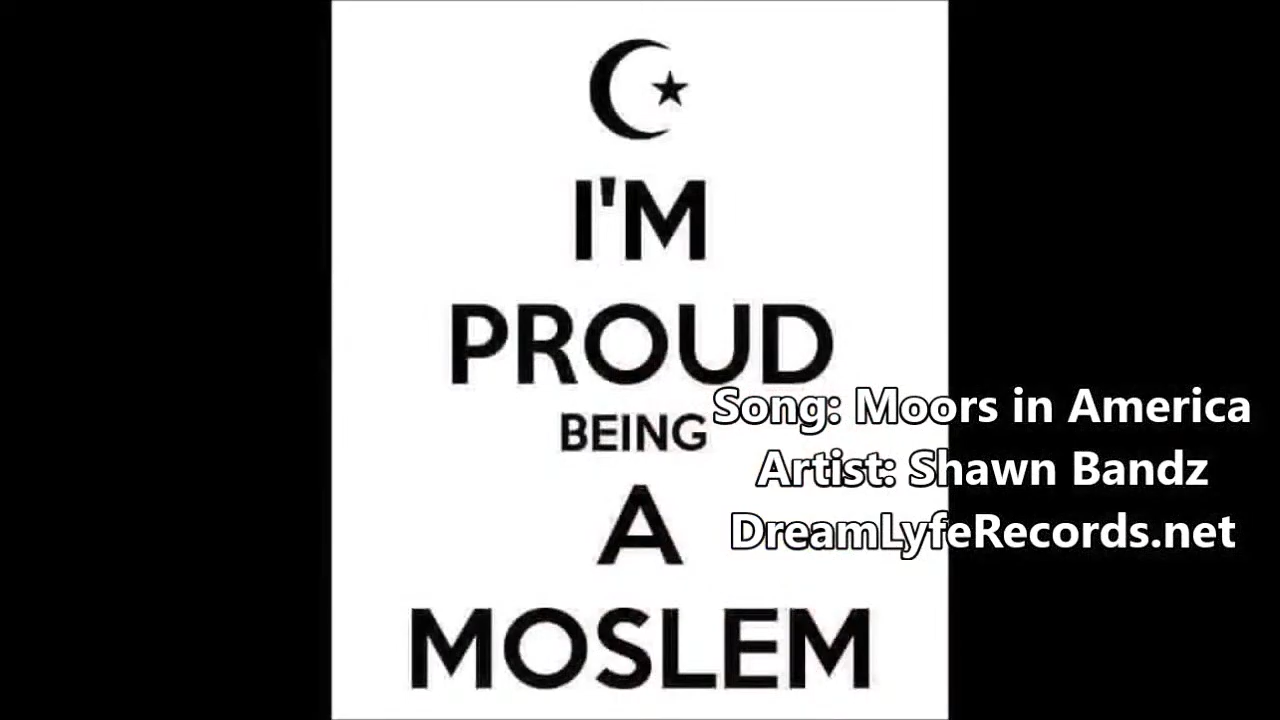 I'M
PROUD
BEING
A
MOSLEM
Song: Moors in America
Artist: Shawn Bandz
DreamLyfeRecords.net